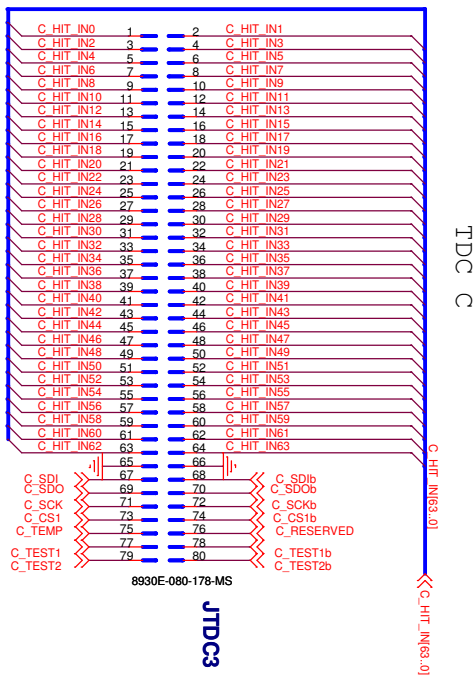 C_HIT_IN0 1 2 C_HIT_IN1
C_HIT_IN2 3 4 C_HIT_IN3
C_HIT_IN4 5 6 C_HIT_IN5
C_HIT_IN6 7 8 C_HIT_IN7
C_HIT_IN8 9 10 C_HIT_IN9
C_HIT_IN10 11 12 C_HIT_IN11
C_HIT_IN12 13 14 C_HIT_IN13
C_HIT_IN14 15 16 C_HIT_IN15
C_HIT_IN16 17 18 C_HIT_IN17
C_HIT_IN18 19 20 C_HIT_IN19
C_HIT_IN20 21 22 C_HIT_IN21
C_HIT_IN22 23 24 C_HIT_IN23
C_HIT_IN24 25 26 C_HIT_IN25
C_HIT_IN26 27 28 C_HIT_IN27
C_HIT_IN28 29 30 C_HIT_IN29
C_HIT_IN30 31 32 C_HIT_IN31
C_HIT_IN32 33 34 C_HIT_IN33
C_HIT_IN34 35 36 C_HIT_IN35
C_HIT_IN36 37 38 C_HIT_IN37
C_HIT_IN38 39 40 C_HIT_IN39
C_HIT_IN40 41 42 C_HIT_IN41
C_HIT_IN42 43 44 C_HIT_IN43
C_HIT_IN44 45 46 C_HIT_IN45
C_HIT_IN46 47 48 C_HIT_IN47
C_HIT_IN48 49 50 C_HIT_IN49
C_HIT_IN50 51 52 C_HIT_IN51
C_HIT_IN52 53 54 C_HIT_IN53
C_HIT_IN54 55 56 C_HIT_IN55
C_HIT_IN56 57 58 C_HIT_IN57
C_HIT_IN58 59 60 C_HIT_IN59
C_HIT_IN60 61 62 C_HIT_IN61
C_HIT_IN62 63 64 C_HIT_IN63
65 66
C_SDI 67 68 C_SDIb
C_SDO 69 70 C_SDOb
C_SCK 71 72 C_SCKb
C_CS1 73 74 C_CS1b
C_TEMP 75 76 C_RESERVED
C_TEST1 77 78 C_TEST1b
C_TEST2 79 80 C_TEST2b
8930E-080-178-MS
JTDC3
TDC C
C_HIT_IN[63..0]
C_HIT_IN[63..0]